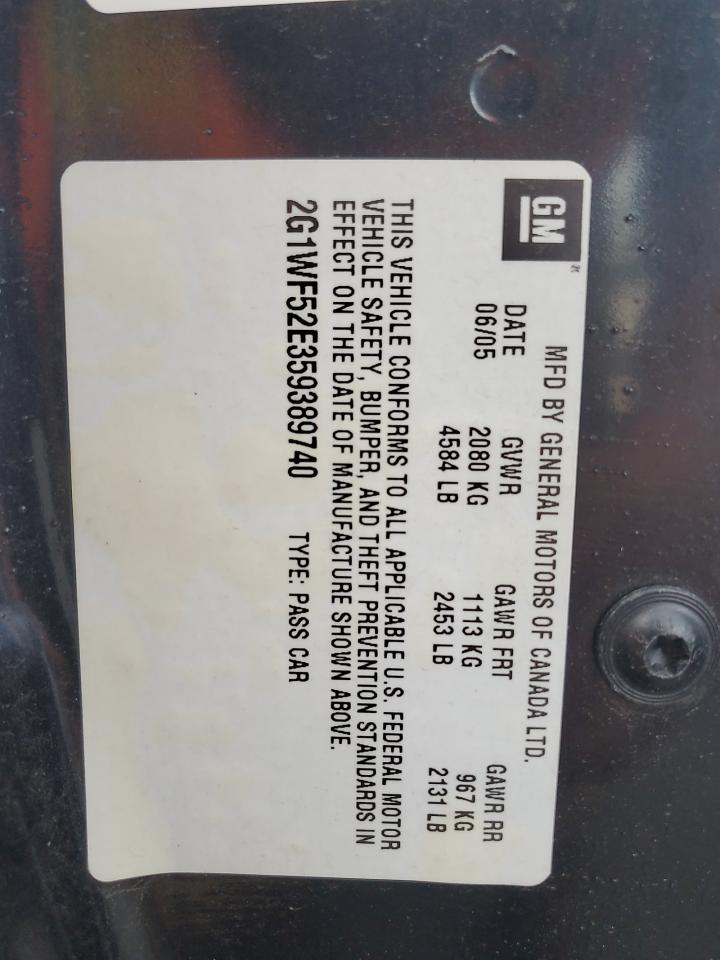 GM
MFD BY GENERAL MOTORS OF CANADA LTD.
DATE GVWR GAWR FRT GAWR RR
06/05 2080 KG 1113 KG 967 KG
4584 LB 2453 LB 2131 LB
THIS VEHICLE CONFORMS TO ALL APPLICABLE U.S. FEDERAL MOTOR
VEHICLE SAFETY, BUMPER, AND THEFT PREVENTION STANDARDS IN
EFFECT ON THE DATE OF MANUFACTURE SHOWN ABOVE.
2G1WF52E359389740 TYPE: PASS CAR